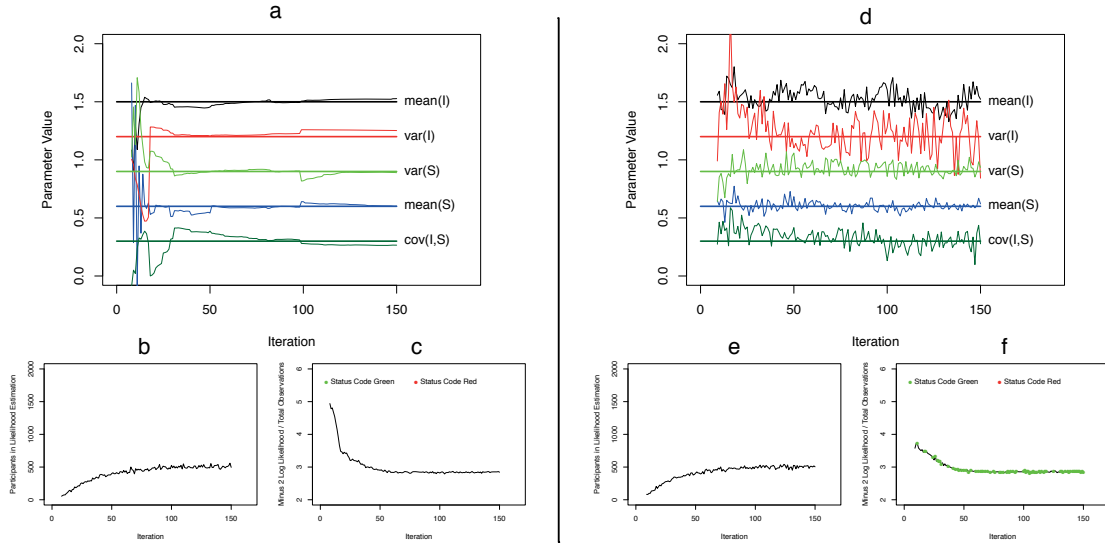 a
Parameter Value
2.0
1.5
1.0
0.5
0.0
mean(I)
var(I)
var(S)
mean(S)
cov(I,S)
0 50 100 150
Iteration
b
Participants in Likelihood Estimation
2000
1500
1000
500
0
0 50 100 150
Iteration
c
Minus 2 Log Likelihood / Total Observations
6
5
4
3
2
Status Code Green Status Code Red
0 50 100 150
Iteration
d
Parameter Value
2.0
1.5
1.0
0.5
0.0
mean(I)
var(I)
var(S)
mean(S)
cov(I,S)
0 50 100 150
Iteration
e
Participants in Likelihood Estimation
2000
1500
1000
500
0
0 50 100 150
Iteration
f
Minus 2 Log Likelihood / Total Observations
6
5
4
3
2
Status Code Green Status Code Red
0 50 100 150
Iteration